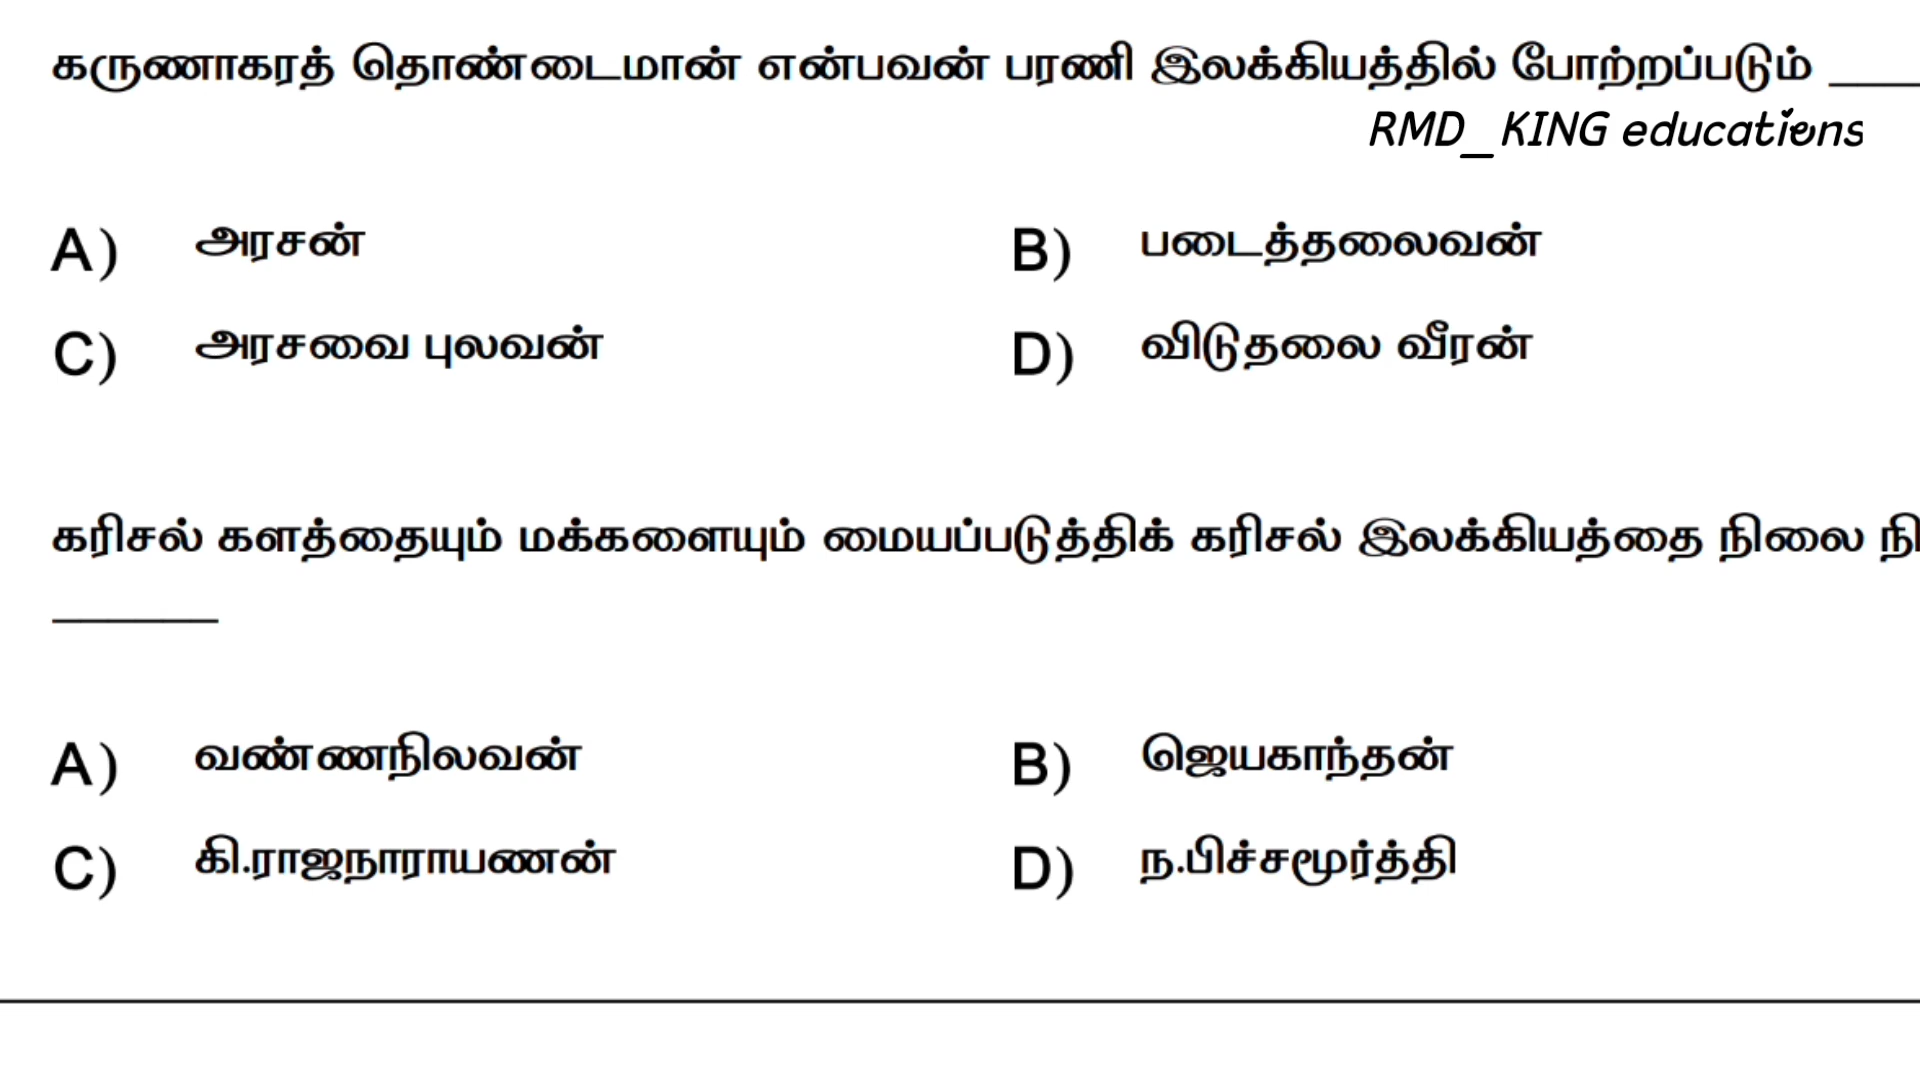 கருணாகரத் தொண்டைமான் என்பவன் பரணி இலக்கியத்தில் போற்றப்படும் ____
RMD_KING educations
A) அரசன் B) படைத்தலைவன்
C) அரசவை புலவன் D) விடுதலை வீரன்
கரிசல் களத்தையும் மக்களையும் மையப்படுத்திக் கரிசல் இலக்கியத்தை நிலை
______
A) வண்ணநிலவன் B) ஜெயகாந்தன்
C) கி.ராஜநாராயணன் D) ந.பிச்சமூர்த்தி